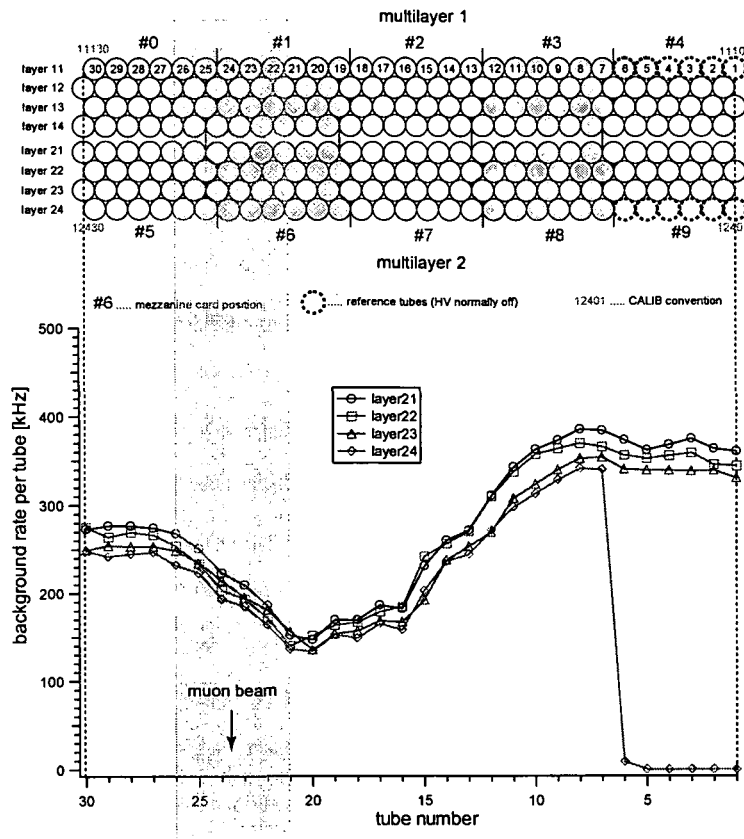 multilayer 1
#0 #1 #2 #3 #4
11130
layer 11 30 29 28 27 26 25 24 23 22 21 20 19 18 17 16 15 14 13 12 11 10 9 8 7 6 5 4 3 2 1
layer 12
layer 13
layer 14
layer 21
layer 22
layer 23
layer 24
12430
#5 #6 #7 #8 #9
multilayer 2
#6 ..... mezzanine card position
..... reference tubes (HV normally off)
12401 ..... CALIB convention
background rate per tube [kHz]
500
400
300
200
100
0
layer21
layer22
layer23
layer24
muon beam
30 25 20 15 10 5
tube number